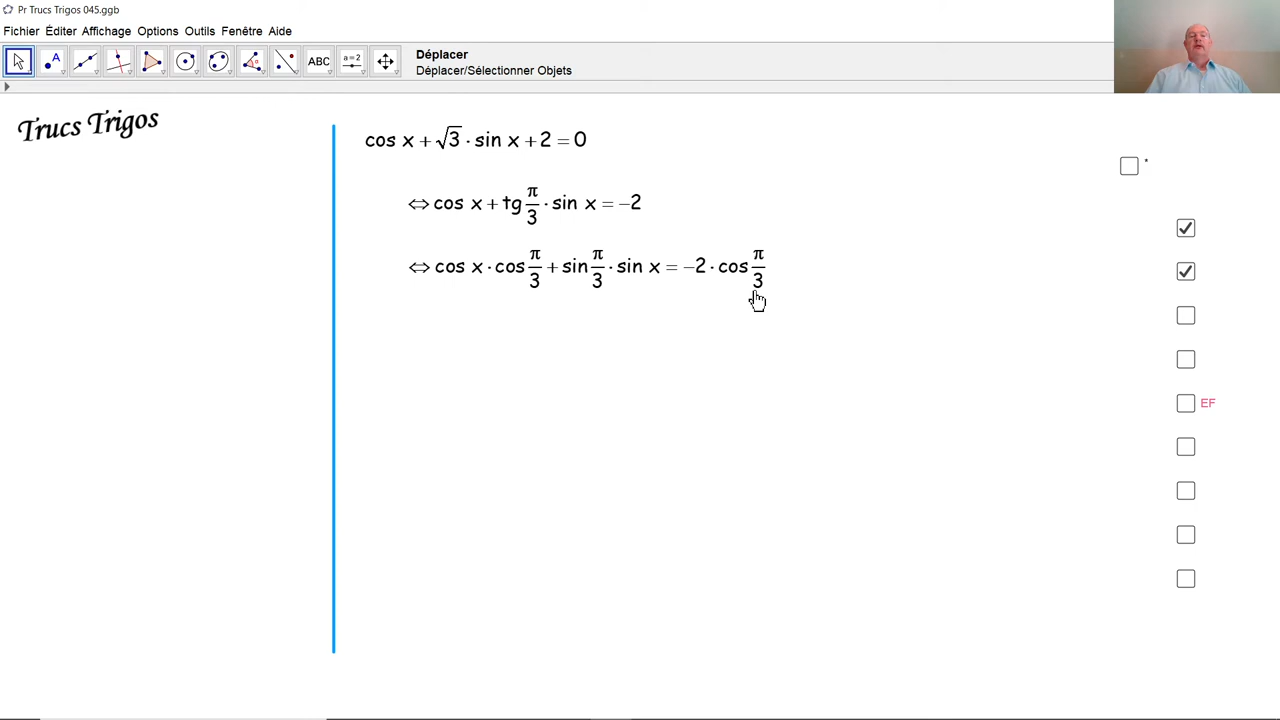 Pr Trucs Trigos 045.ggb
Fichier Éditer Affichage Options Outils Fenêtre Aide
ABC a=2 Déplacer
Déplacer/Sélectionner Objets
Trucs Trigos
cos x + √3 · sin x + 2 = 0
⇔ cos x + tg π/3 · sin x = −2
⇔ cos x · cos π/3 + sin π/3 · sin x = −2 · cos π/3
EF